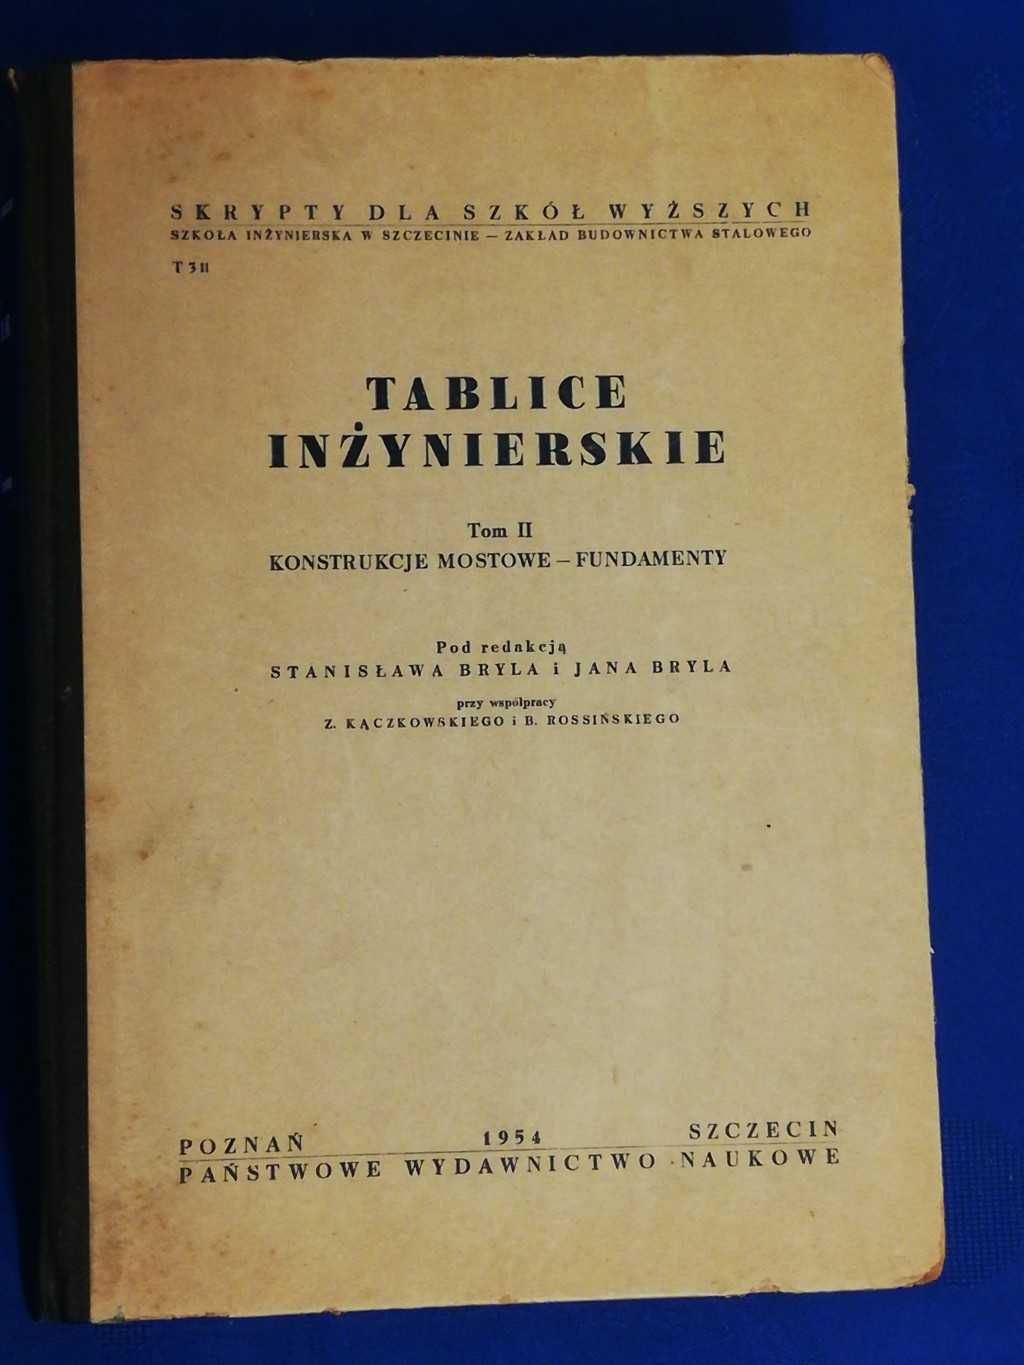 SKRYPTY DLA SZKÓŁ WYŻSZYCH
SZKOŁA INŻYNIERSKA W SZCZECINIE – ZAKŁAD BUDOWNICTWA STALOWEGO
T 3 II
TABLICE
INŻYNIERSKIE
Tom II
KONSTRUKCJE MOSTOWE – FUNDAMENTY
Pod redakcją
STANISŁAWA BRYLA i JANA BRYLA
przy współpracy
Z. KĄCZKOWSKIEGO i B. ROSSIŃSKIEGO
POZNAŃ 1954 SZCZECIN
PAŃSTWOWE WYDAWNICTWO NAUKOWE